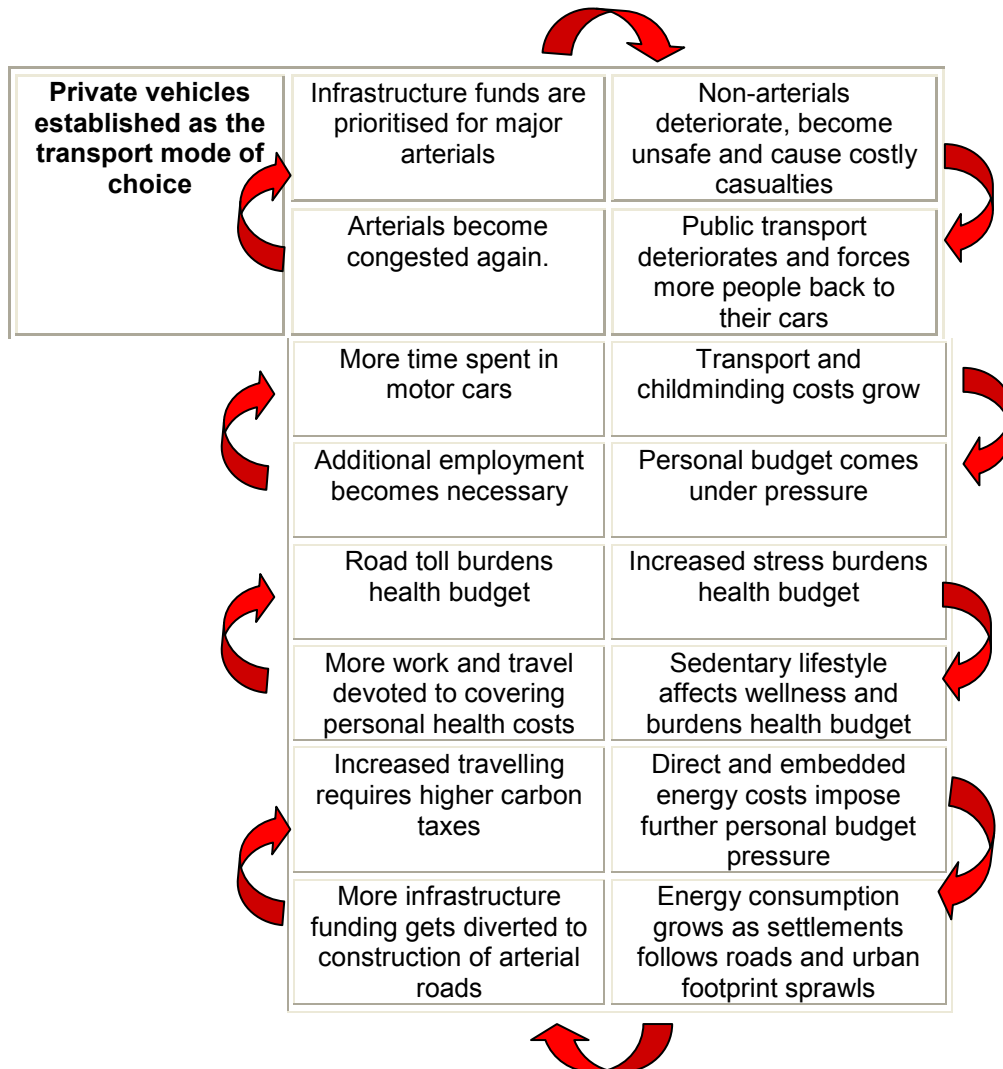 Private vehicles
established as the
transport mode of
choice
Infrastructure funds are
prioritised for major
arterials
Non-arterials
deteriorate, become
unsafe and cause costly
casualties
Arterials become
congested again.
Public transport
deteriorates and forces
more people back to
their cars
More time spent in
motor cars
Transport and
childminding costs grow
Additional employment
becomes necessary
Personal budget comes
under pressure
Road toll burdens
health budget
Increased stress burdens
health budget
More work and travel
devoted to covering
personal health costs
Sedentary lifestyle
affects wellness and
burdens health budget
Increased travelling
requires higher carbon
taxes
Direct and embedded
energy costs impose
further personal budget
pressure
More infrastructure
funding gets diverted to
construction of arterial
roads
Energy consumption
grows as settlements
follows roads and urban
footprint sprawls